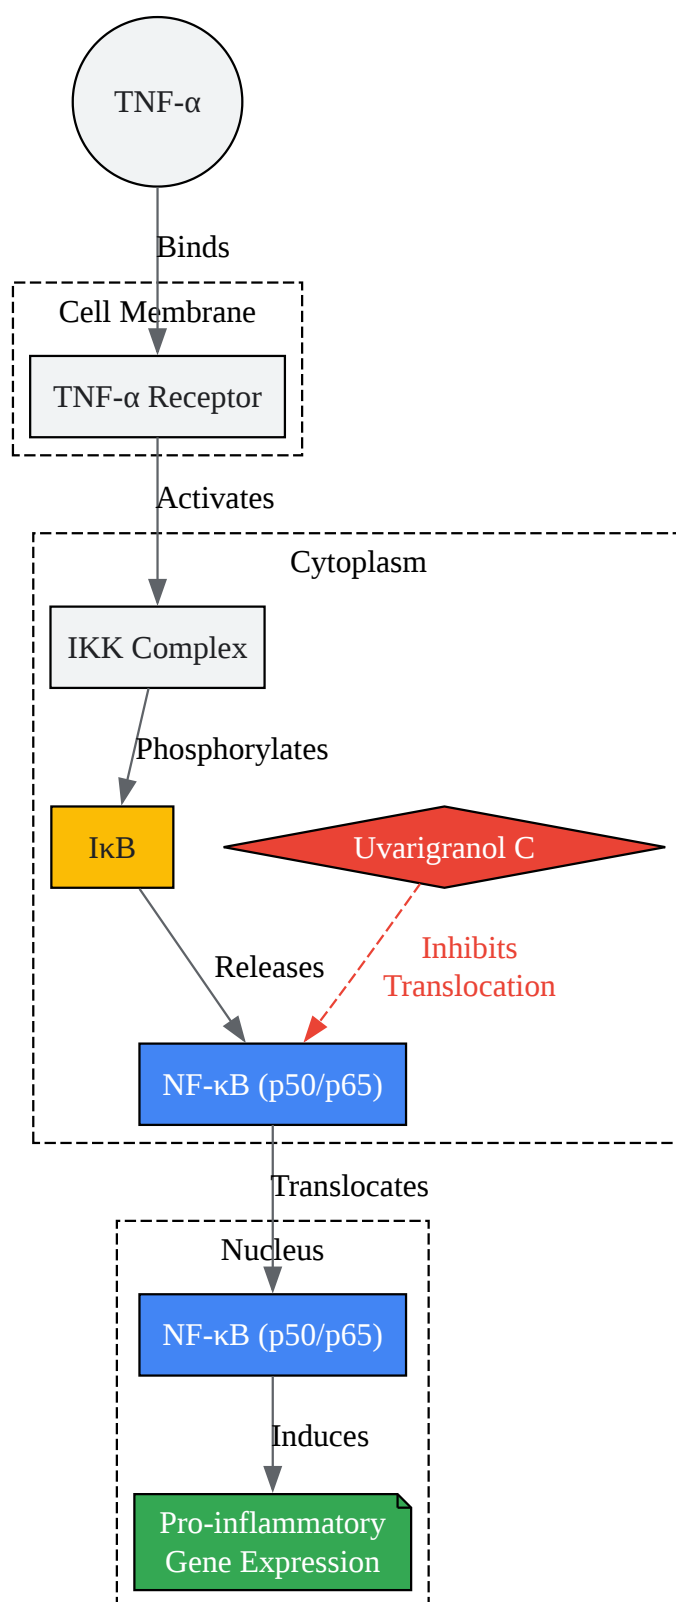 TNF-α
Binds
Cell Membrane
TNF-α Receptor
Activates
Cytoplasm
IKK Complex
Phosphorylates
IκB
Uvarigranol C
Releases
Inhibits
Translocation
NF-κB (p50/p65)
Translocates
Nucleus
NF-κB (p50/p65)
Induces
Pro-inflammatory
Gene Expression